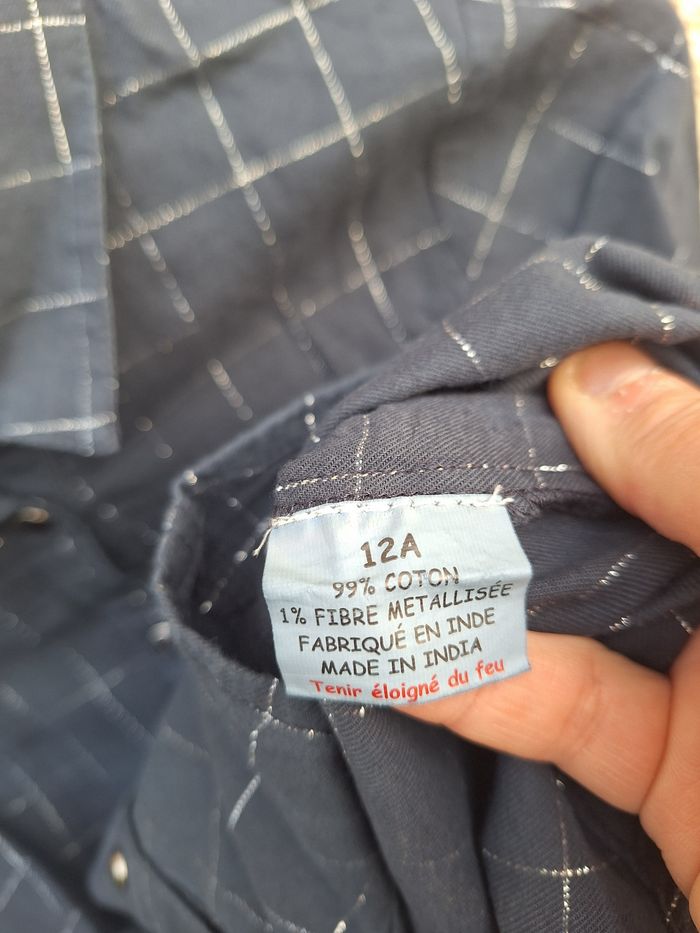 12A
99% COTON
1% FIBRE METALLISÉE
FABRIQUÉ EN INDE
MADE IN INDIA
Tenir éloigné du feu